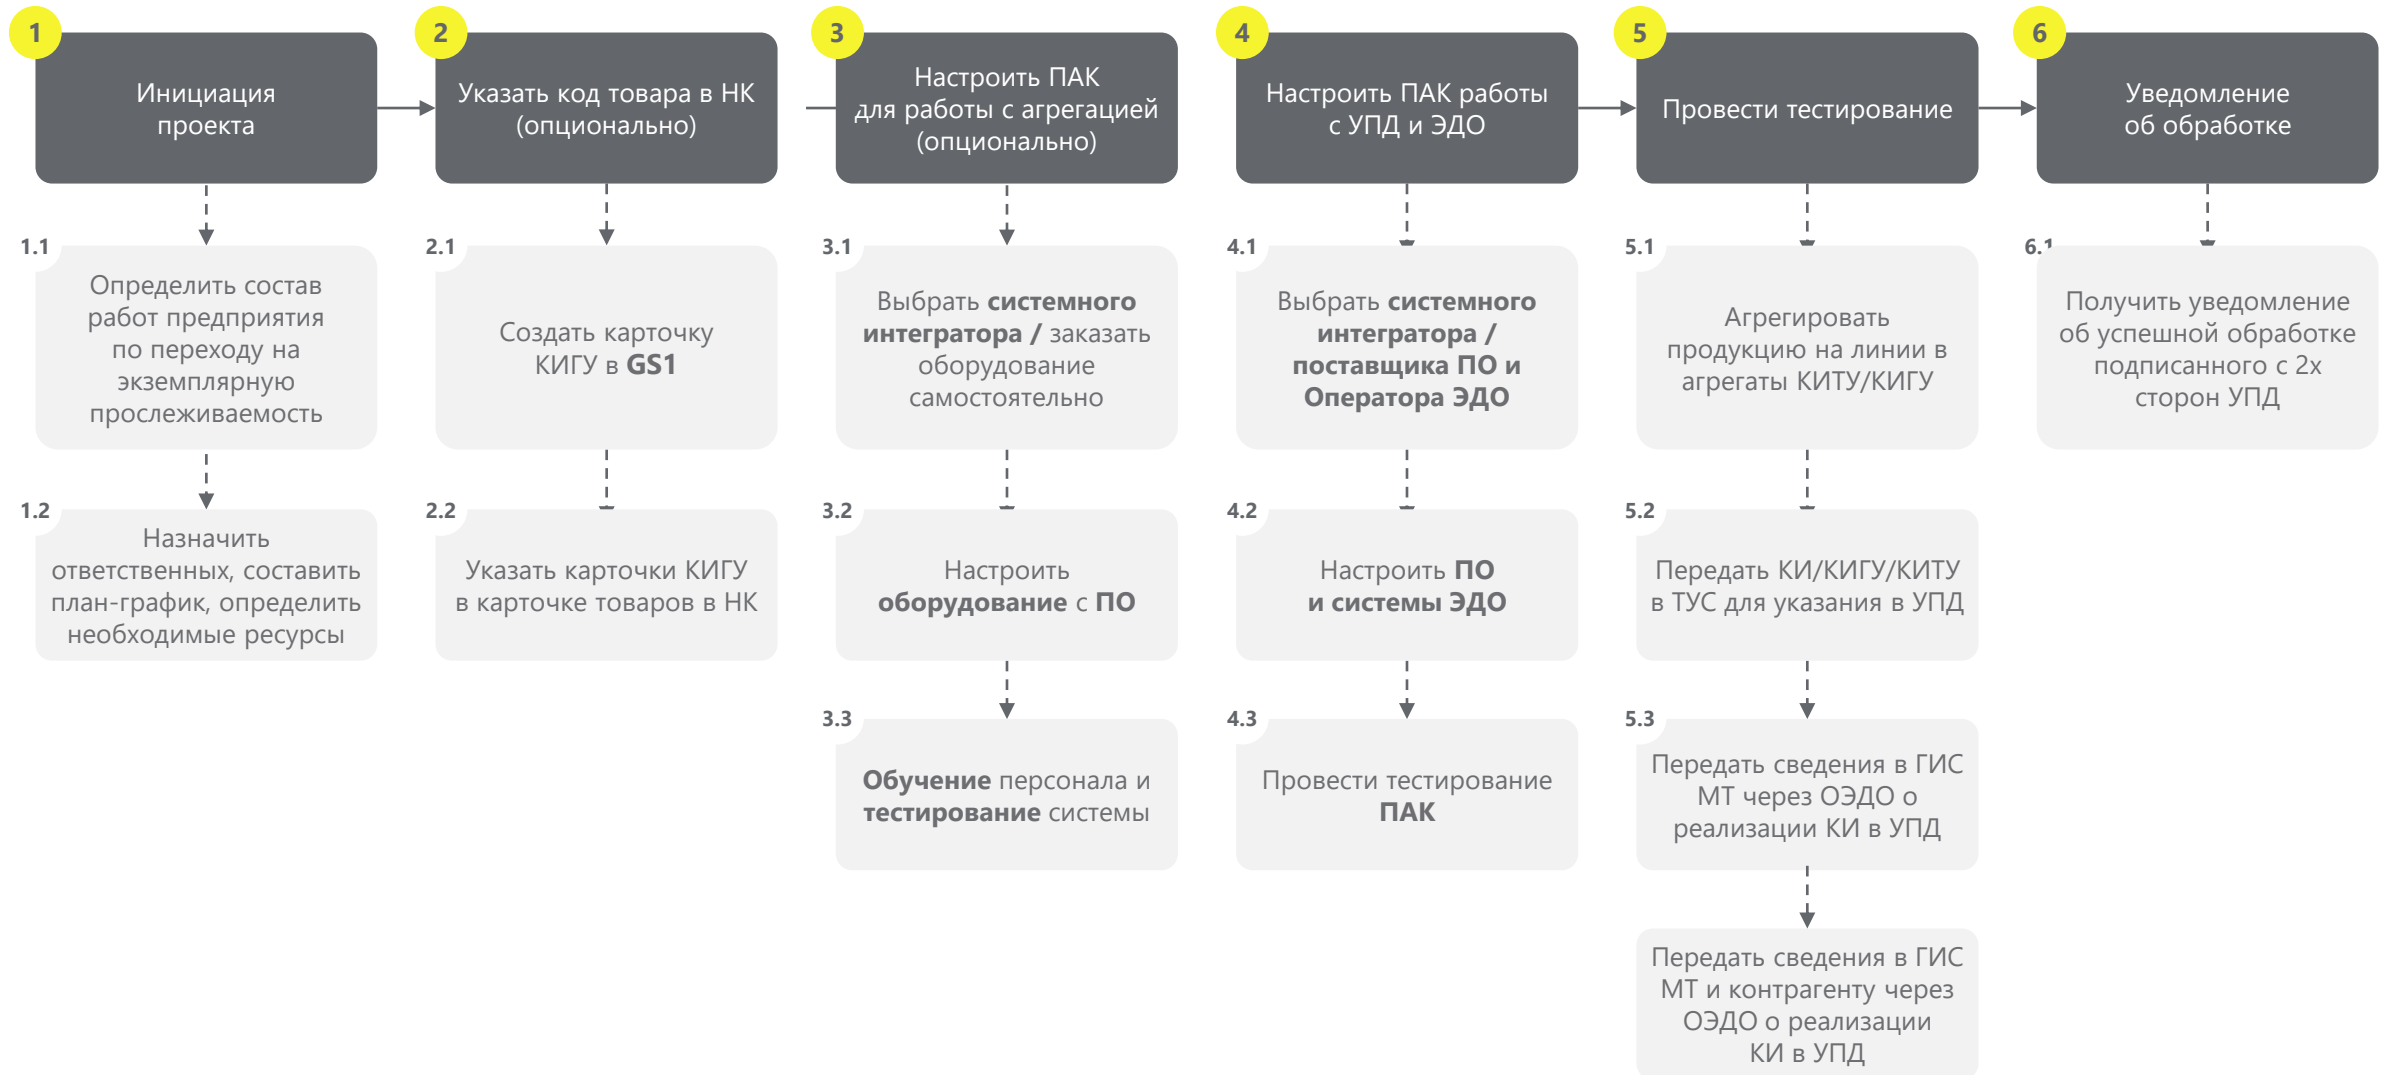 1
Инициация
проекта
1.1
Определить состав
работ предприятия
по переходу на
экземплярную
прослеживаемость
1.2
Назначить
ответственных, составить
план-график, определить
необходимые ресурсы
2
Указать код товара в НК
(опционально)
2.1
Создать карточку
КИГУ в GS1
2.2
Указать карточки КИГУ
в карточке товаров в НК
3
Настроить ПАК
для работы с агрегацией
(опционально)
3.1
Выбрать системного
интегратора / заказать
оборудование
самостоятельно
3.2
Настроить
оборудование с ПО
3.3
Обучение персонала и
тестирование системы
4
Настроить ПАК работы
с УПД и ЭДО
4.1
Выбрать системного
интегратора /
поставщика ПО и
Оператора ЭДО
4.2
Настроить ПО
и системы ЭДО
4.3
Провести тестирование
ПАК
5
Провести тестирование
5.1
Агрегировать
продукцию на линии в
агрегаты КИТУ/КИГУ
5.2
Передать КИ/КИГУ/КИТУ
в ТУС для указания в УПД
5.3
Передать сведения в ГИС
МТ через ОЭДО о
реализации КИ в УПД
Передать сведения в ГИС
МТ и контрагенту через
ОЭДО о реализации
КИ в УПД
6
Уведомление
об обработке
6.1
Получить уведомление
об успешной обработке
подписанного с 2х
сторон УПД